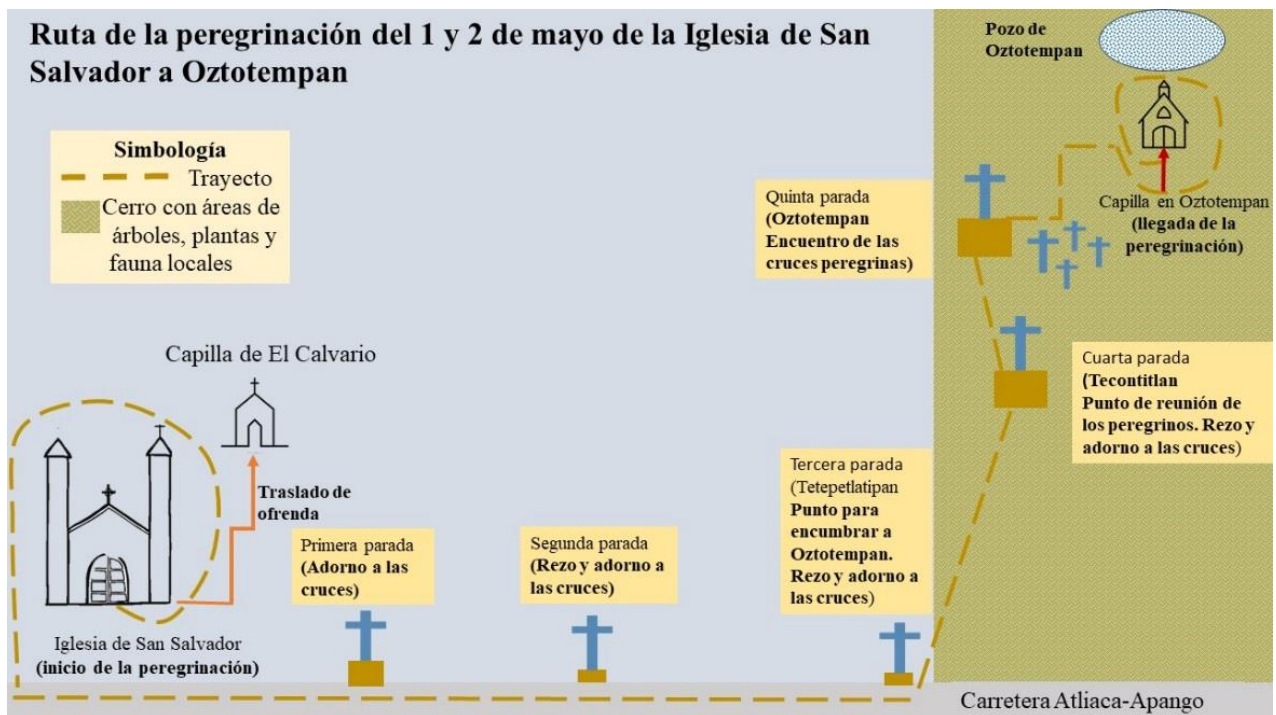 Ruta de la peregrinación del 1 y 2 de mayo de la Iglesia de San
Salvador a Oztotempan
Simbología
Trayecto
Cerro con áreas de
árboles, plantas y
fauna locales
Pozo de
Oztotempan
Quinta parada
(Oztotempan
Encuentro de las
cruces peregrinas)
Capilla en Oztotempan
(llegada de la
peregrinación)
Cuarta parada
(Tecontitlan
Punto de reunión de
los peregrinos. Rezo y
adorno a las cruces)
Capilla de El Calvario
Traslado de
ofrenda
Iglesia de San Salvador
(inicio de la peregrinación)
Primera parada
(Adorno a las
cruces)
Segunda parada
(Rezo y adorno a
las cruces)
Tercera parada
(Tetepetlatipan
Punto para
encumbrar a
Oztotempan.
Rezo y adorno a
las cruces)
Carretera Atliaca-Apango